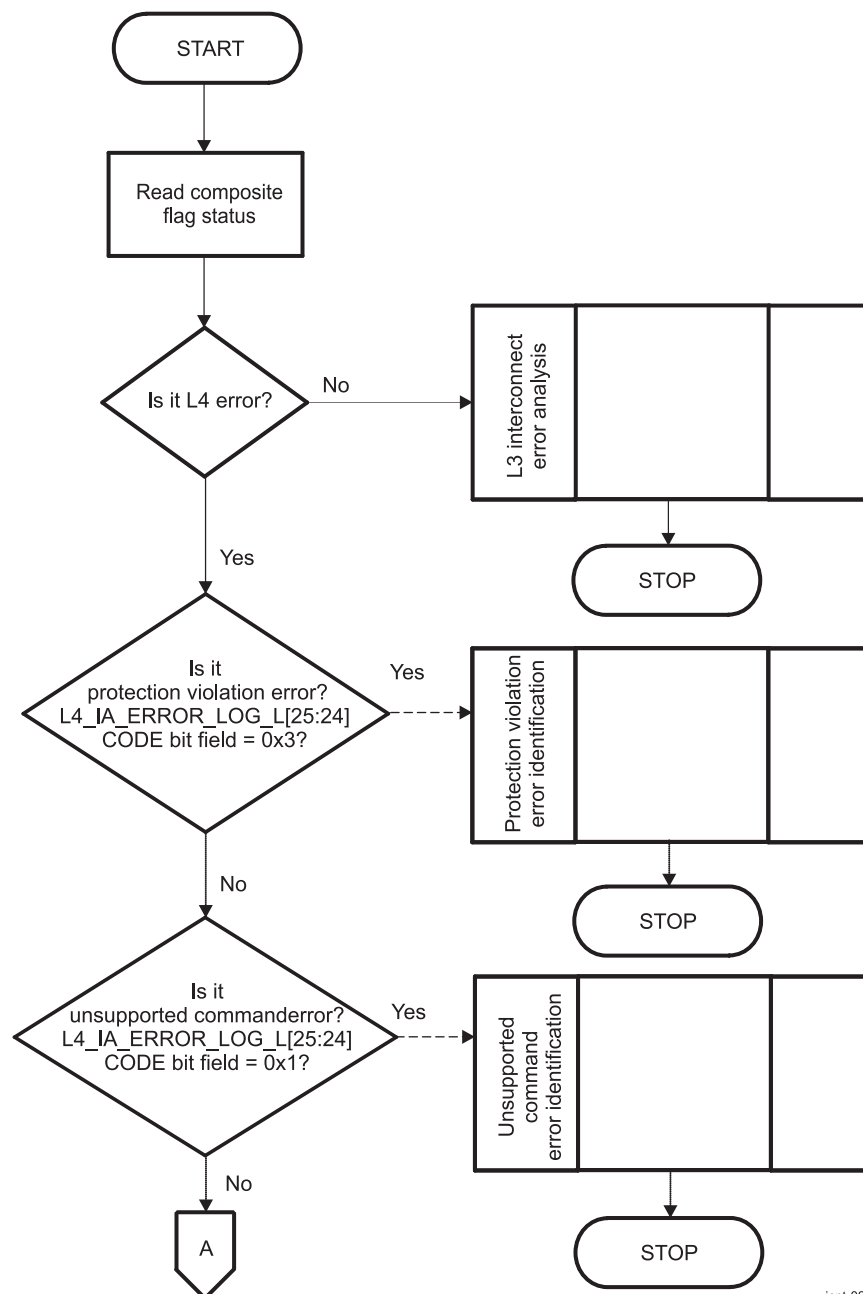 START
Read composite
flag status
Is it L4 error?
No
L3 interconnect
error analysis
STOP
Yes
Is it
protection violation error?
L4_IA_ERROR_LOG_L[25:24]
CODE bit field = 0x3?
Yes
Protection violation
error identification
STOP
No
Is it
unsupported commanderror?
L4_IA_ERROR_LOG_L[25:24]
CODE bit field = 0x1?
Yes
Unsupported
command
error identification
STOP
No
A